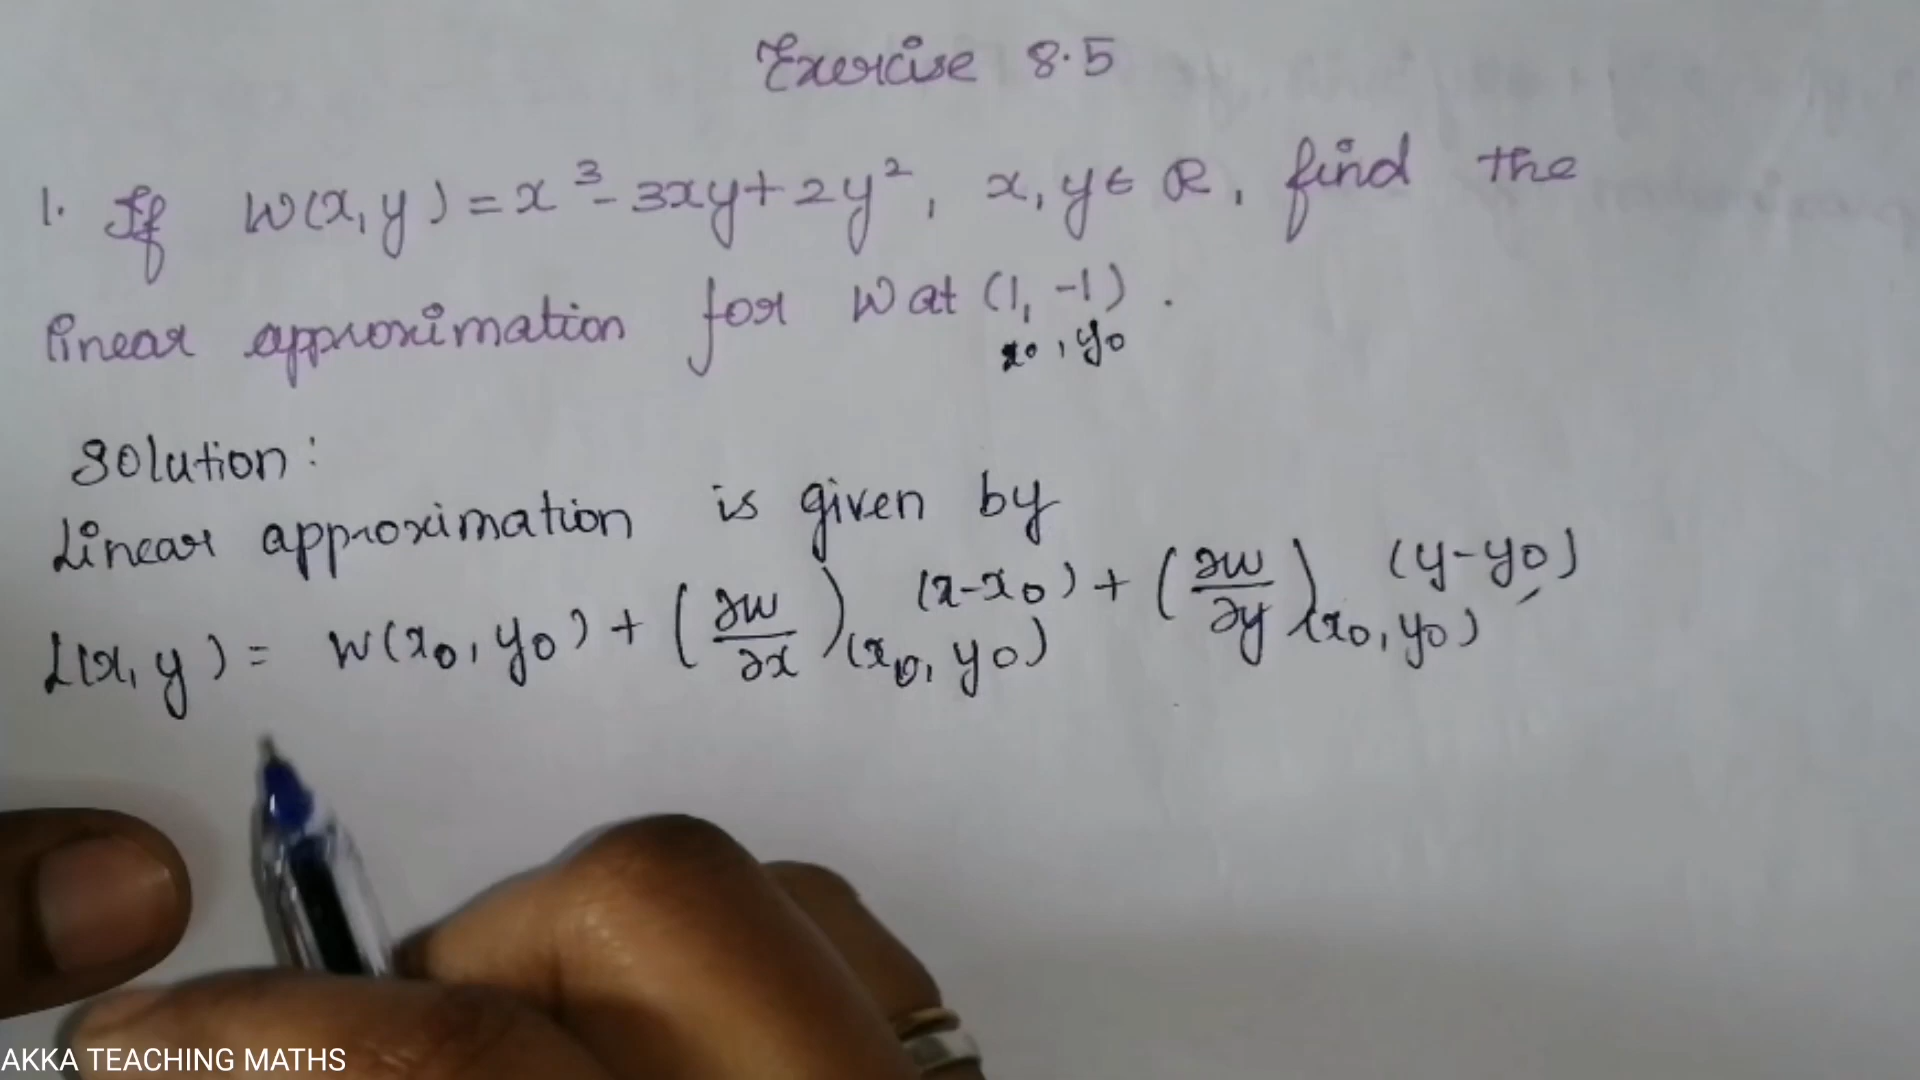 Exercise 8.5
1. If W(x, y) = x³ - 3xy + 2y², x, y ∈ R, find the
linear approximation for W at (1, -1).
x₀, y₀
Solution:
Linear approximation is given by
L(x, y) = W(x₀, y₀) + (∂w/∂x)(x₀, y₀) (x-x₀) + (∂w/∂y)(x₀, y₀) (y-y₀)
AKKA TEACHING MATHS